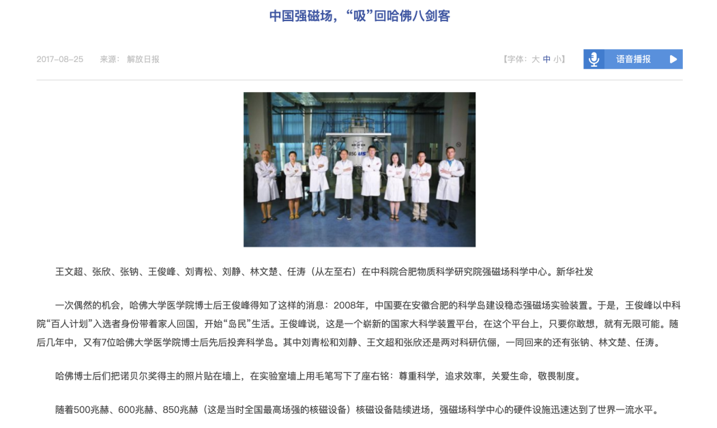 中国强磁场，“吸”回哈佛八剑客
2017-08-25 来源： 解放日报 【字体：大 中 小】 语音播报
王文超、张欣、张钠、王俊峰、刘青松、刘静、林文楚、任涛（从左至右）在中科院合肥物质科学研究院强磁场科学中心。新华社发
一次偶然的机会，哈佛大学医学院博士后王俊峰得知了这样的消息：2008年，中国要在安徽合肥的科学岛建设稳态强磁场实验装置。于是，王俊峰以中科
院“百人计划”入选者身份带着家人回国，开始“岛民”生活。王俊峰说，这是一个崭新的国家大科学装置平台，在这个平台上，只要你敢想，就有无限可能。随
后几年中，又有7位哈佛大学医学院博士后先后投奔科学岛。其中刘青松和刘静、王文超和张欣还是两对科研伉俪，一同回来的还有张钠、林文楚、任涛。
哈佛博士后们把诺贝尔奖得主的照片贴在墙上，在实验室墙上用毛笔写下了座右铭：尊重科学，追求效率，关爱生命，敬畏制度。
随着500兆赫、600兆赫、850兆赫（这是当时全国最高场强的核磁设备）核磁设备陆续进场，强磁场科学中心的硬件设施迅速达到了世界一流水平。